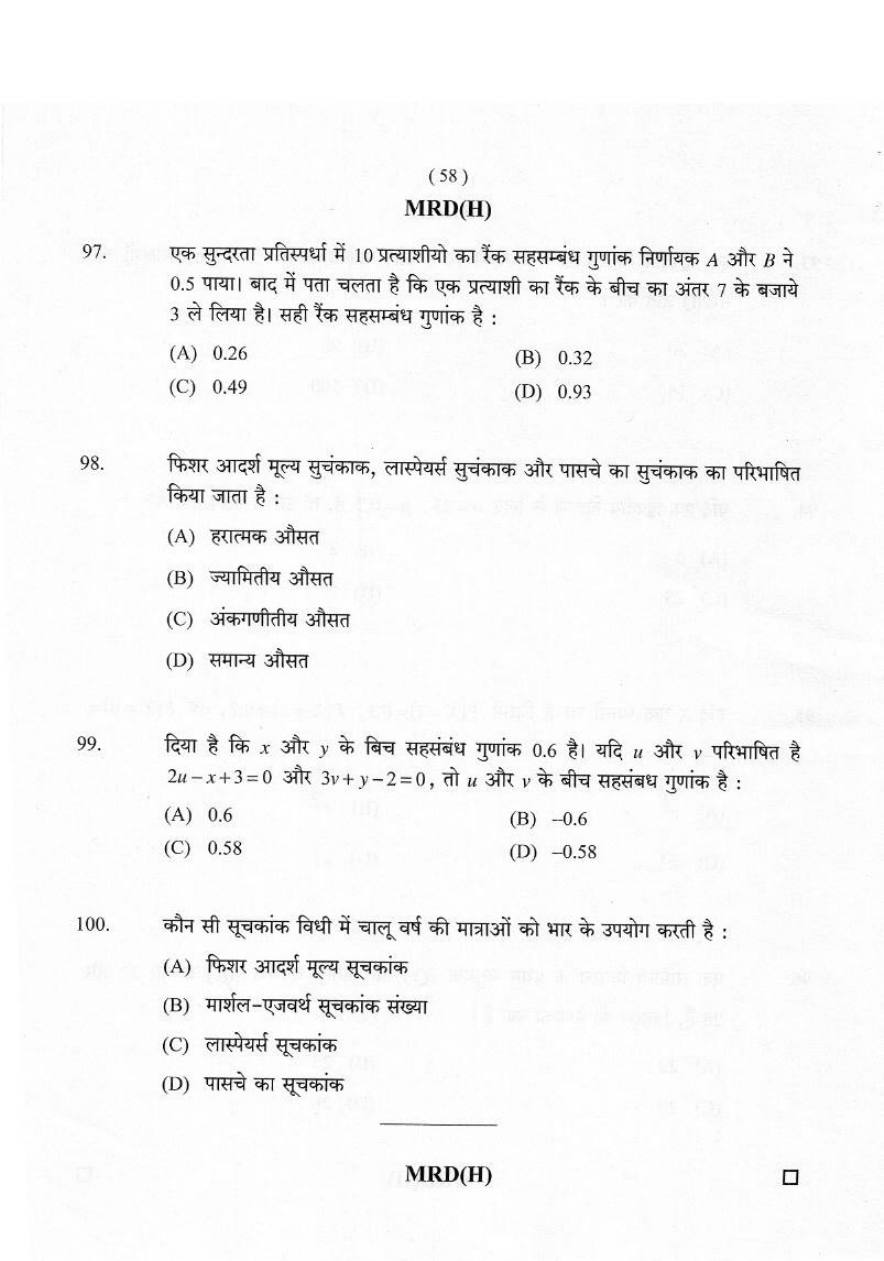 ( 58 )
MRD(H)
97. एक सुन्दरता प्रतिस्पर्धा में 10 प्रत्याशीयो का रैंक सहसम्बंध गुणांक निर्णायक A और B ने
0.5 पाया। बाद में पता चलता है कि एक प्रत्याशी का रैंक के बीच का अंतर 7 के बजाये
3 ले लिया है। सही रैंक सहसम्बंध गुणांक है :
(A) 0.26 (B) 0.32
(C) 0.49 (D) 0.93
98. फिशर आदर्श मूल्य सुचंकाक, लास्पेयर्स सुचंकाक और पासचे का सुचंकाक का परिभाषित
किया जाता है :
(A) हरात्मक औसत
(B) ज्यामितीय औसत
(C) अंकगणीतीय औसत
(D) समान्य औसत
99. दिया है कि x और y के बिच सहसंबंध गुणांक 0.6 है। यदि u और v परिभाषित है
2u−x+3=0 और 3v+y−2=0, तो u और v के बीच सहसंबध गुणांक है :
(A) 0.6 (B) –0.6
(C) 0.58 (D) –0.58
100. कौन सी सूचकांक विधी में चालू वर्ष की मात्राओं को भार के उपयोग करती है :
(A) फिशर आदर्श मूल्य सूचकांक
(B) मार्शल-एजवर्थ सूचकांक संख्या
(C) लास्पेयर्स सूचकांक
(D) पासचे का सूचकांक
MRD(H)